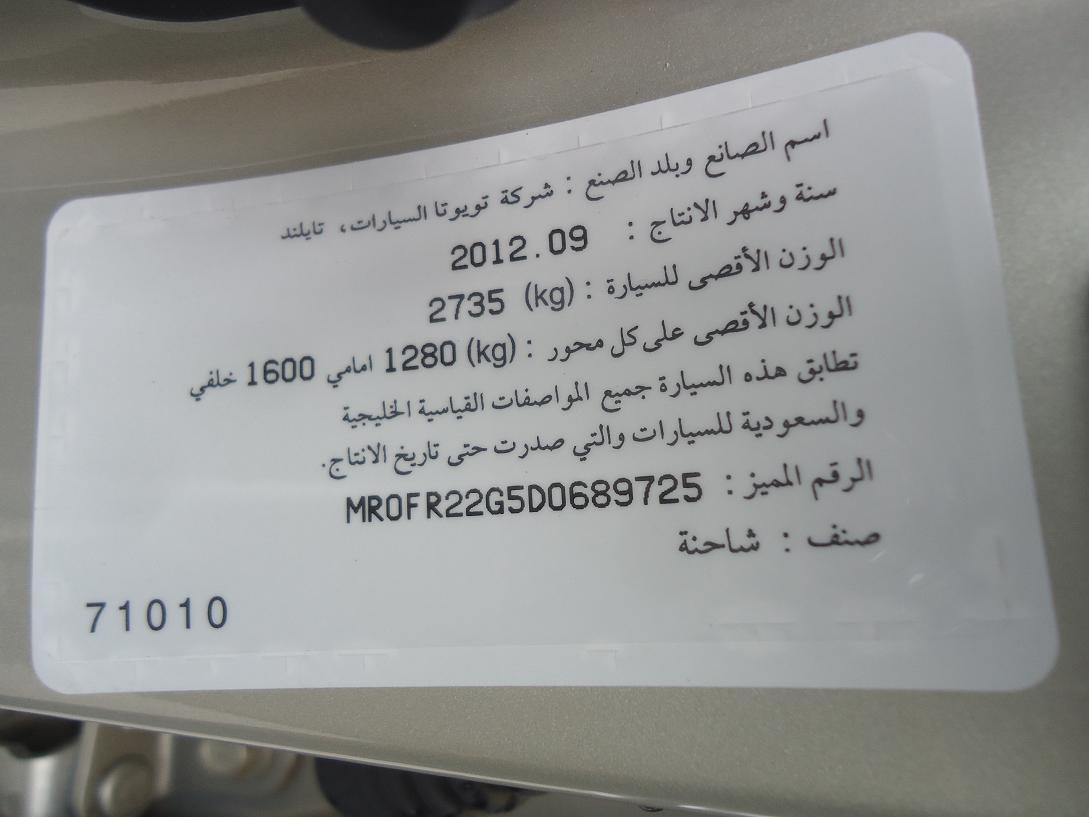 اسم الصانع وبلد الصنع : شركة تويوتا السيارات، تايلند
سنة وشهر الانتاج : 2012.09
الوزن الأقصى للسيارة : (kg) 2735
الوزن الأقصى على كل محور : (kg) 1280 امامي 1600 خلفي
تطابق هذه السيارة جميع المواصفات القياسية الخليجية
والسعودية للسيارات والتي صدرت حتى تاريخ الانتاج.
الرقم المميز : MR0FR22G5D0689725
صنف : شاحنة
71010